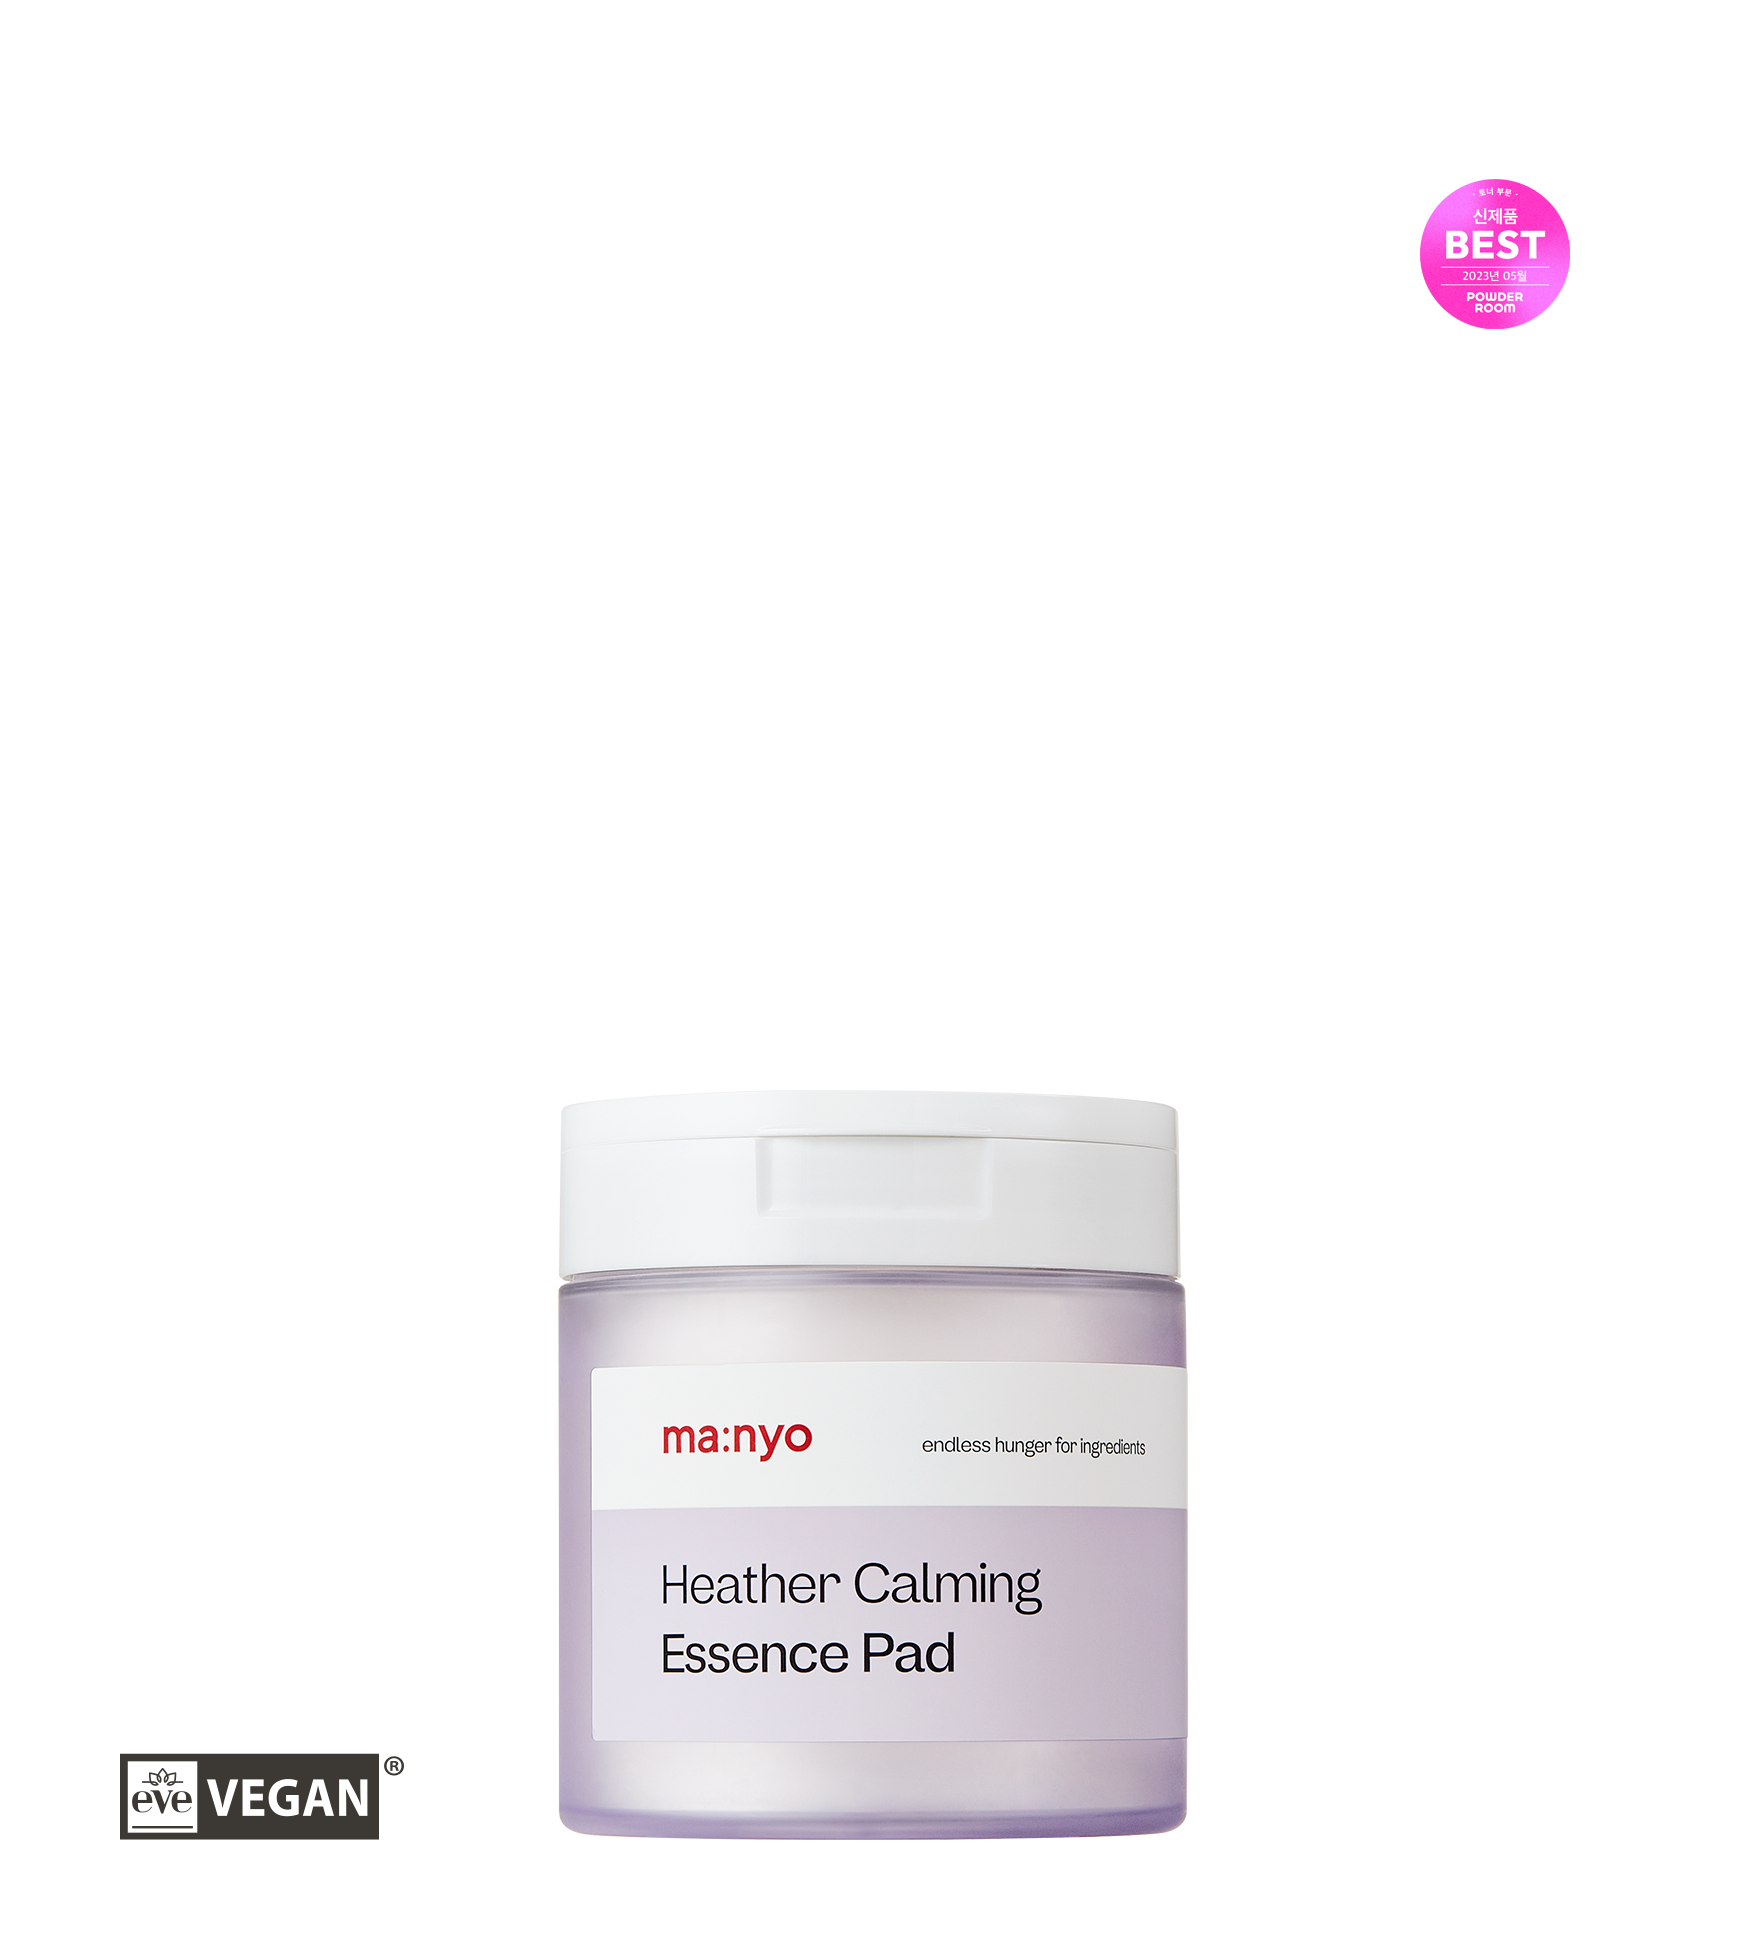 · 토너 부문 ·
신제품
BEST
2023년 05월
POWDER
ROOM
ma:nyo
endless hunger for ingredients
Heather Calming
Essence Pad
eve VEGAN®